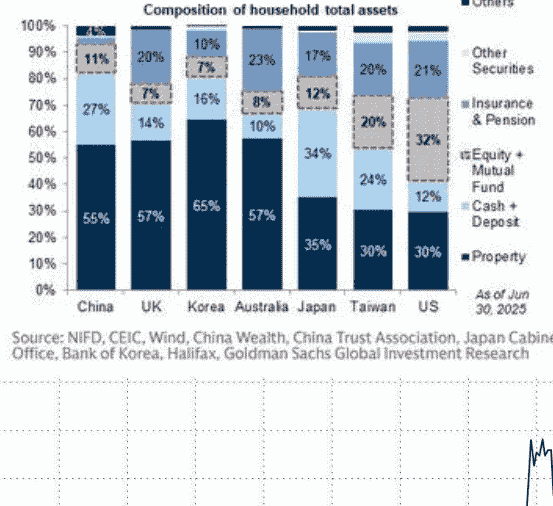 Composition of household total assets
Others
100%
90%
80%
70%
60%
50%
40%
30%
20%
10%
0%
4%
11%
27%
55%
20%
7%
14%
57%
10%
7%
16%
65%
23%
8%
10%
57%
17%
12%
34%
35%
20%
20%
24%
30%
21%
32%
12%
30%
Other
Securities
Insurance
& Pension
Equity +
Mutual
Fund
Cash +
Deposit
Property
China
UK
Korea
Australia
Japan
Taiwan
US
As of Jun
30, 2025
Source: NIFD, CEIC, Wind, China Wealth, China Trust Association, Japan Cabine
Office, Bank of Korea, Halifax, Goldman Sachs Global Investment Research